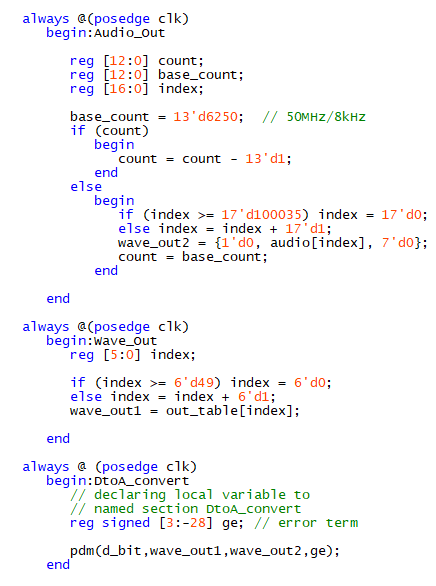 always @(posedge clk)
begin:Audio_Out
reg [12:0] count;
reg [12:0] base_count;
reg [16:0] index;
base_count = 13'd6250;  // 50MHz/8kHz
if (count)
begin
count = count - 13'd1;
end
else
begin
if (index >= 17'd100035) index = 17'd0;
else index = index + 17'd1;
wave_out2 = {1'd0, audio[index], 7'd0};
count = base_count;
end
end
always @(posedge clk)
begin:Wave_Out
reg [5:0] index;
if (index >= 6'd49) index = 6'd0;
else index = index + 6'd1;
wave_out1 = out_table[index];
end
always @ (posedge clk)
begin:DtoA_convert
// declaring local variable to
// named section DtoA_convert
reg signed [3:-28] ge; // error term
pdm(d_bit,wave_out1,wave_out2,ge);
end